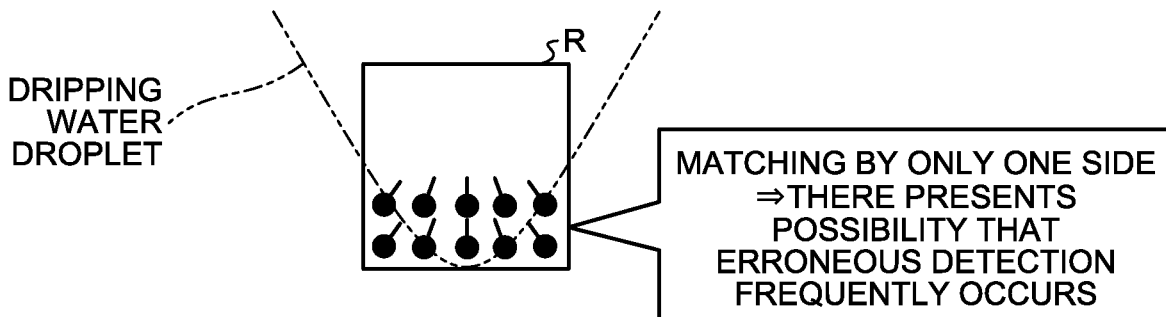 R
DRIPPING
WATER
DROPLET
MATCHING BY ONLY ONE SIDE
⇒THERE PRESENTS
POSSIBILITY THAT
ERRONEOUS DETECTION
FREQUENTLY OCCURS